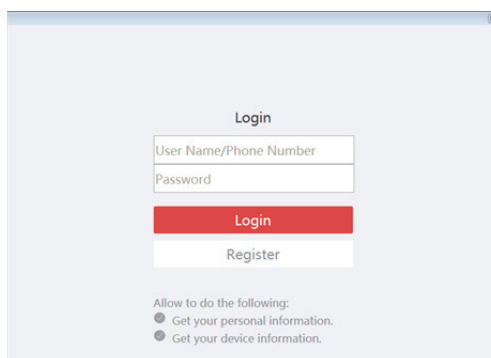 Login
User Name/Phone Number
Password
Login
Register
Allow to do the following:
Get your personal information.
Get your device information.